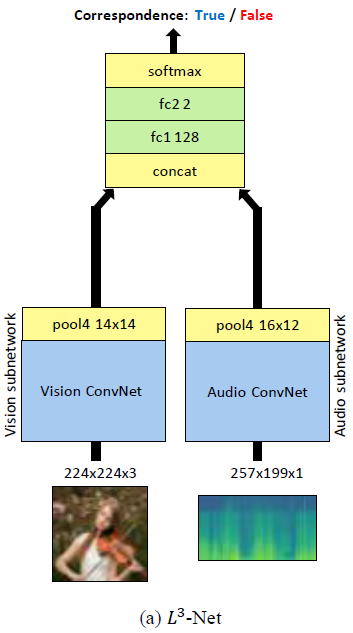 Correspondence: True / False
softmax
fc2 2
fc1 128
concat
Vision subnetwork
pool4 14x14
Vision ConvNet
224x224x3
pool4 16x12
Audio ConvNet
Audio subnetwork
257x199x1
(a) L³-Net